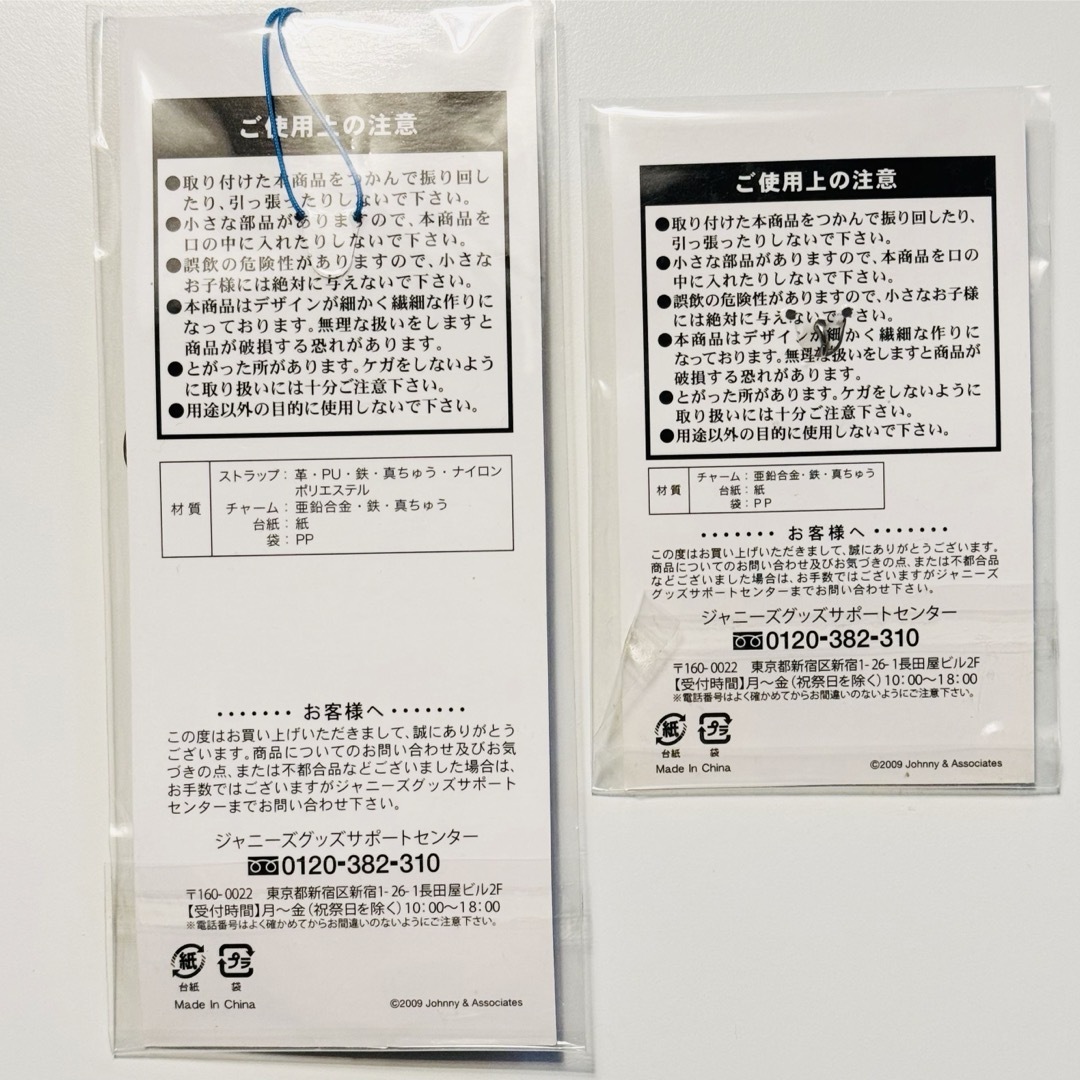 ご使用上の注意
●取り付けた本商品をつかんで振り回し
たり、引っ張ったりしないで下さい。
●小さな部品がありますので、本商品を
口の中に入れたりしないで下さい。
●誤飲の危険性がありますので、小さな
お子様には絶対に与えないで下さい。
●本商品はデザインが細かく繊細な作りに
なっております。無理な扱いをしますと
商品が破損する恐れがあります。
●とがった所があります。ケガをしないよう
に取り扱いには十分ご注意下さい。
●用途以外の目的に使用しないで下さい。
材質
ストラップ：革・PU・鉄・真ちゅう・ナイロン
ポリエステル
チャーム：亜鉛合金・鉄・真ちゅう
台紙：紙
袋：PP
・・・・・・・ お客様へ ・・・・・・・
この度はお買い上げいただきまして、誠にありがとう
ございます。商品についてのお問い合わせ及びお気
づきの点、または不都合品などございました場合は、
お手数ではございますがジャニーズグッズサポート
センターまでお問い合わせ下さい。
ジャニーズグッズサポートセンター
0120-382-310
〒160-0022 東京都新宿区新宿1-26-1長田屋ビル2F
【受付時間】月～金（祝祭日を除く）10:00～18:00
※電話番号はよく確かめてからお間違いのないようにご注意下さい。
紙 プラ
台紙 袋
Made In China
©2009 Johnny & Associates
ご使用上の注意
●取り付けた本商品をつかんで振り回したり、
引っ張ったりしないで下さい。
●小さな部品がありますので、本商品を口の
中に入れたりしないで下さい。
●誤飲の危険性がありますので、小さなお子様
には絶対に与えないで下さい。
●本商品はデザインが細かく繊細な作りに
なっております。無理な扱いをしますと商品が
破損する恐れがあります。
●とがった所があります。ケガをしないように
取り扱いには十分ご注意下さい。
●用途以外の目的に使用しないで下さい。
材質
チャーム：亜鉛合金・鉄・真ちゅう
台紙：紙
袋：PP
・・・・・・・ お客様へ ・・・・・・・
この度はお買い上げいただきまして、誠にありがとうございます。
商品についてのお問い合わせ及びお気づきの点、または不都合品
などございました場合は、お手数ではございますがジャニーズ
グッズサポートセンターまでお問い合わせ下さい。
ジャニーズグッズサポートセンター
0120-382-310
〒160-0022 東京都新宿区新宿1-26-1長田屋ビル2F
【受付時間】月～金（祝祭日を除く）10:00～18:00
※電話番号はよく確かめてからお間違いのないようにご注意下さい。
紙 プラ
台紙 袋
Made In China
©2009 Johnny & Associates